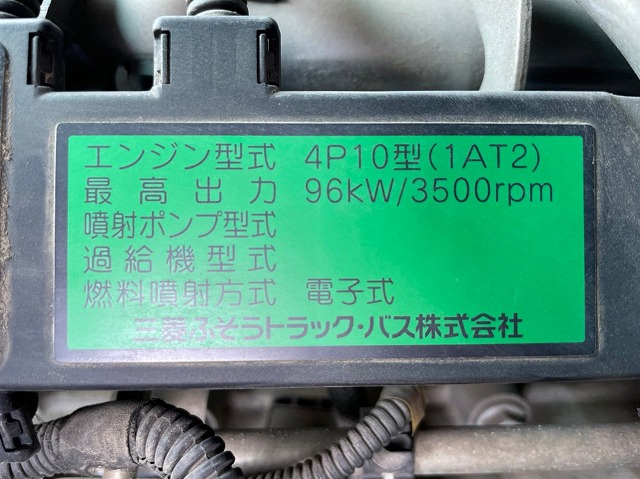 エンジン型式 4P10型(1AT2)
最高出力 96kW/3500rpm
噴射ポンプ型式
過給機型式
燃料噴射方式 電子式
三菱ふそうトラック・バス株式会社